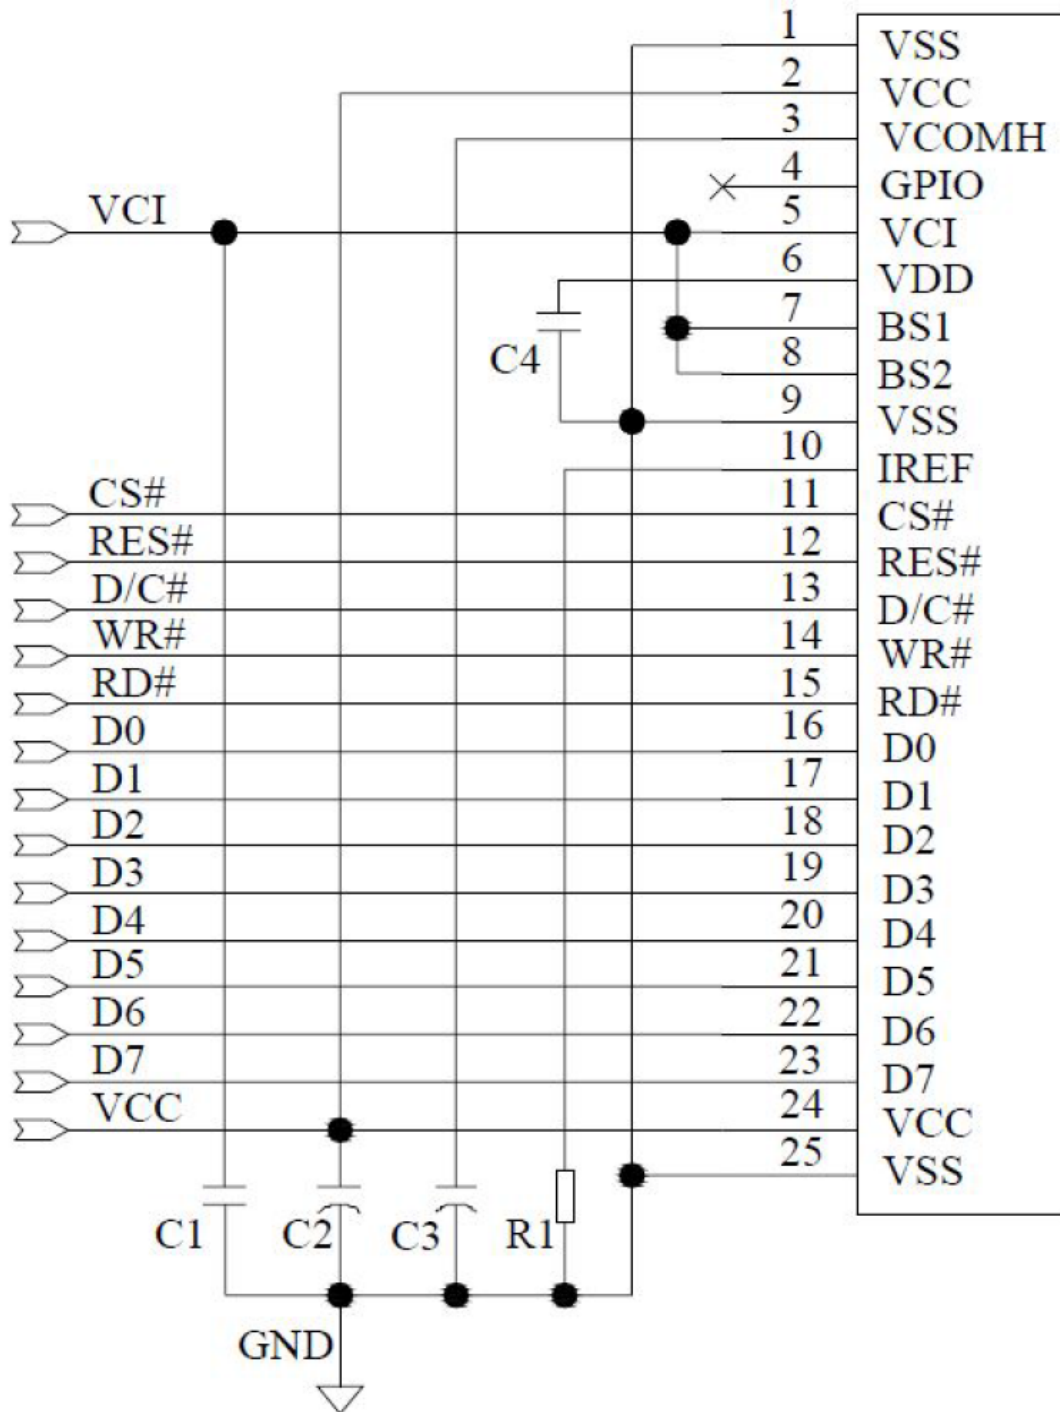 1 VSS
2 VCC
3 VCOMH
4 GPIO
VCI 5 VCI
6 VDD
7 BS1
C4 8 BS2
9 VSS
10 IREF
CS# 11 CS#
RES# 12 RES#
D/C# 13 D/C#
WR# 14 WR#
RD# 15 RD#
D0 16 D0
D1 17 D1
D2 18 D2
D3 19 D3
D4 20 D4
D5 21 D5
D6 22 D6
D7 23 D7
VCC 24 VCC
25 VSS
C1 C2 C3 R1
GND